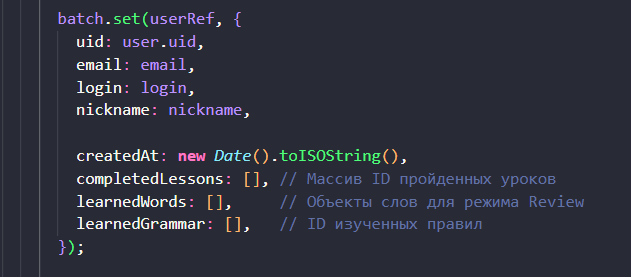 batch.set(userRef, {
uid: user.uid,
email: email,
login: login,
nickname: nickname,
createdAt: new Date().toISOString(),
completedLessons: [], // Массив ID пройденных уроков
learnedWords: [], // Объекты слов для режима Review
learnedGrammar: [], // ID изученных правил
});